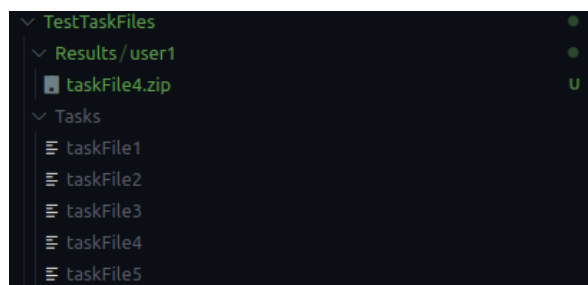 TestTaskFiles
Results/user1
taskFile4.zip U
Tasks
taskFile1
taskFile2
taskFile3
taskFile4
taskFile5